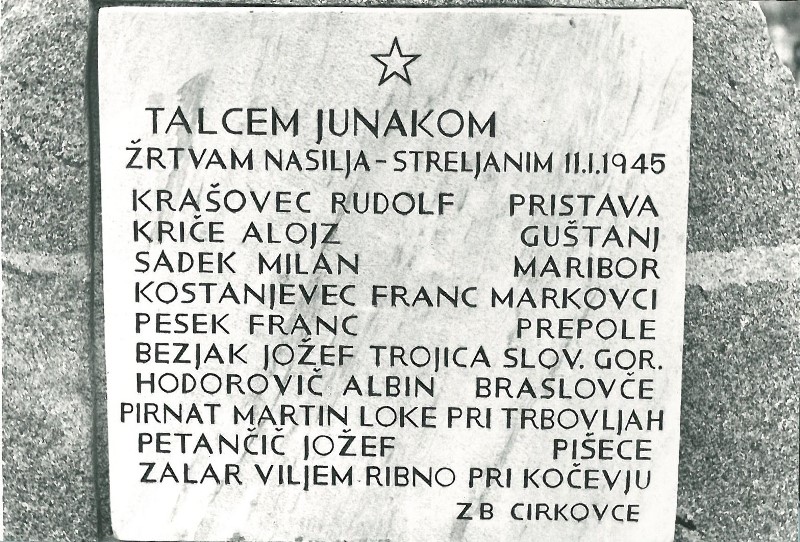 TALCEM JUNAKOM
ŽRTVAM NASILJA - STRELJANIM 11.1.1945
KRAŠOVEC RUDOLF PRISTAVA
KRIČE ALOJZ GUŠTANJ
SADEK MILAN MARIBOR
KOSTANJEVEC FRANC MARKOVCI
PESEK FRANC PREPOLE
BEZJAK JOŽEF TROJICA SLOV. GOR.
HODOROVIČ ALBIN BRASLOVČE
PIRNAT MARTIN LOKE PRI TRBOVLJAH
PETANČIČ JOŽEF PIŠECE
ZALAR VILJEM RIBNO PRI KOČEVJU
ZB CIRKOVCE